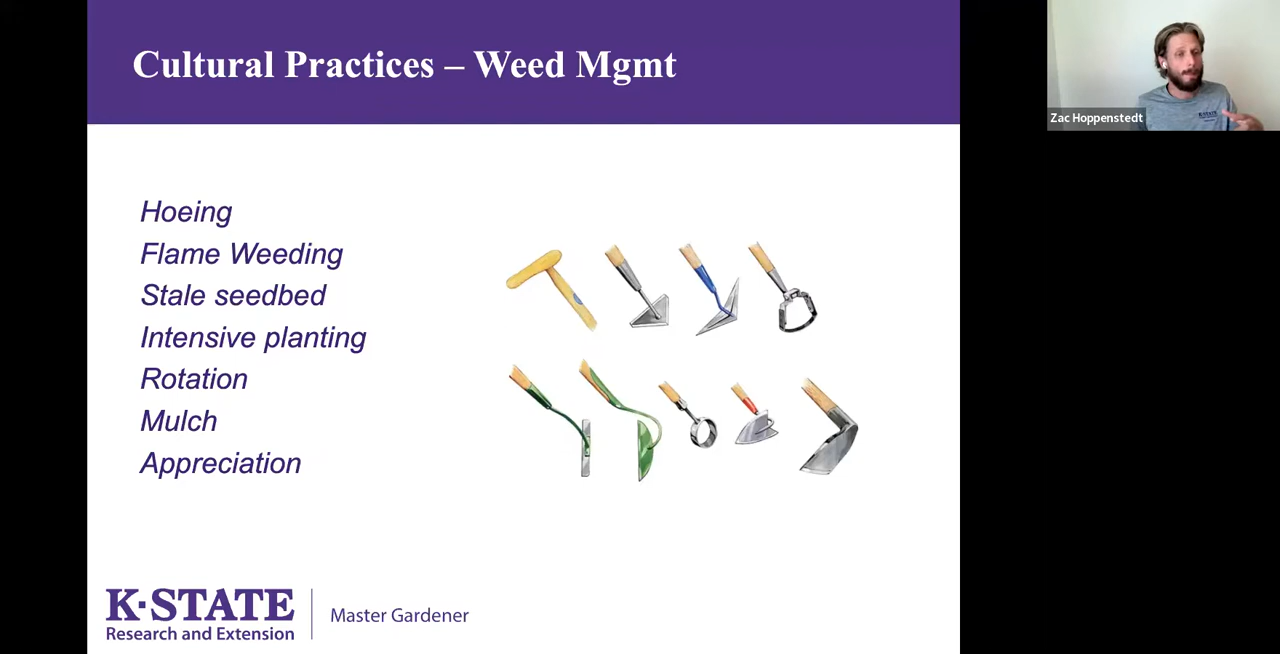 Cultural Practices – Weed Mgmt
Zac Hoppenstedt
Hoeing
Flame Weeding
Stale seedbed
Intensive planting
Rotation
Mulch
Appreciation
K·STATE
Research and Extension
Master Gardener
K-STATE